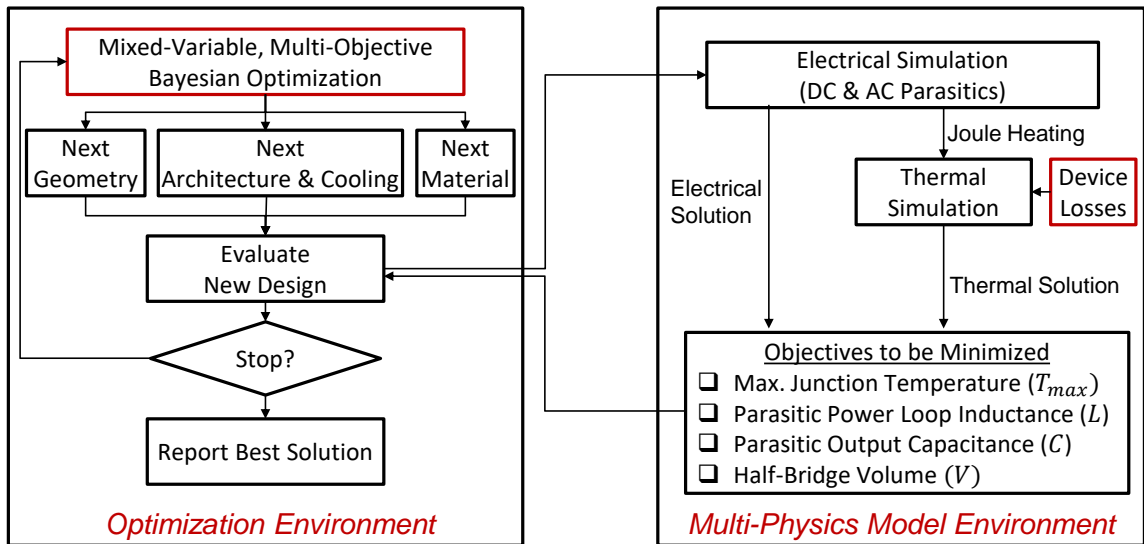 Mixed-Variable, Multi-Objective
Bayesian Optimization
Next
Geometry
Next
Architecture & Cooling
Next
Material
Evaluate
New Design
Stop?
Report Best Solution
Optimization Environment
Electrical Simulation
(DC & AC Parasitics)
Joule Heating
Electrical
Solution
Thermal
Simulation
Device
Losses
Thermal Solution
Objectives to be Minimized
❑ Max. Junction Temperature (T_{max})
❑ Parasitic Power Loop Inductance (L)
❑ Parasitic Output Capacitance (C)
❑ Half-Bridge Volume (V)
Multi-Physics Model Environment